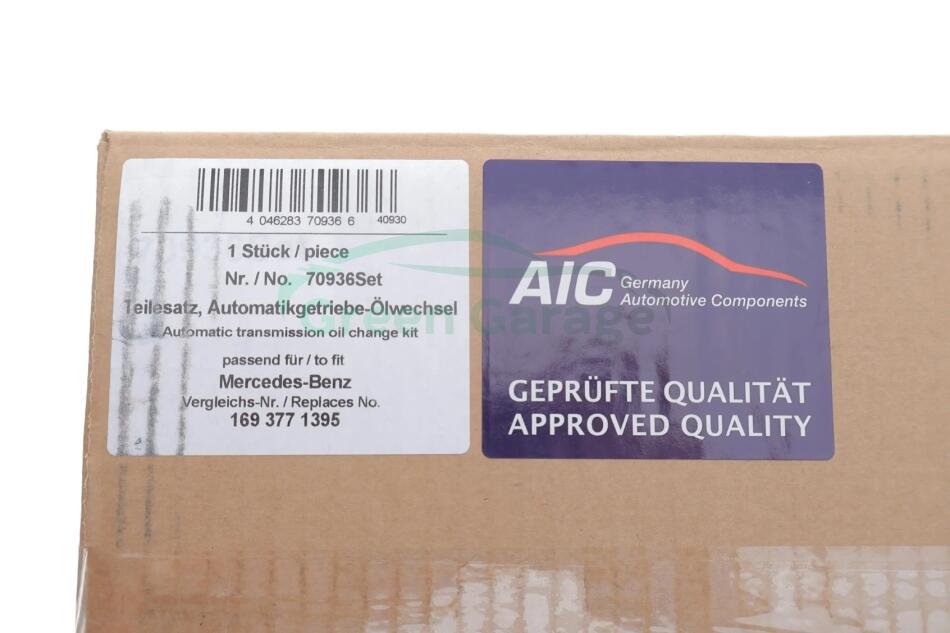 4 046283 70936 6
40930
1 Stück / piece
Nr. / No. 70936Set
Teilesatz, Automatikgetriebe-Ölwechsel
Automatic transmission oil change kit
passend für / to fit
Mercedes-Benz
Vergleichs-Nr. / Replaces No.
169 377 1395
AIC Germany
Automotive Components
GEPRÜFTE QUALITÄT
APPROVED QUALITY
Green Garage